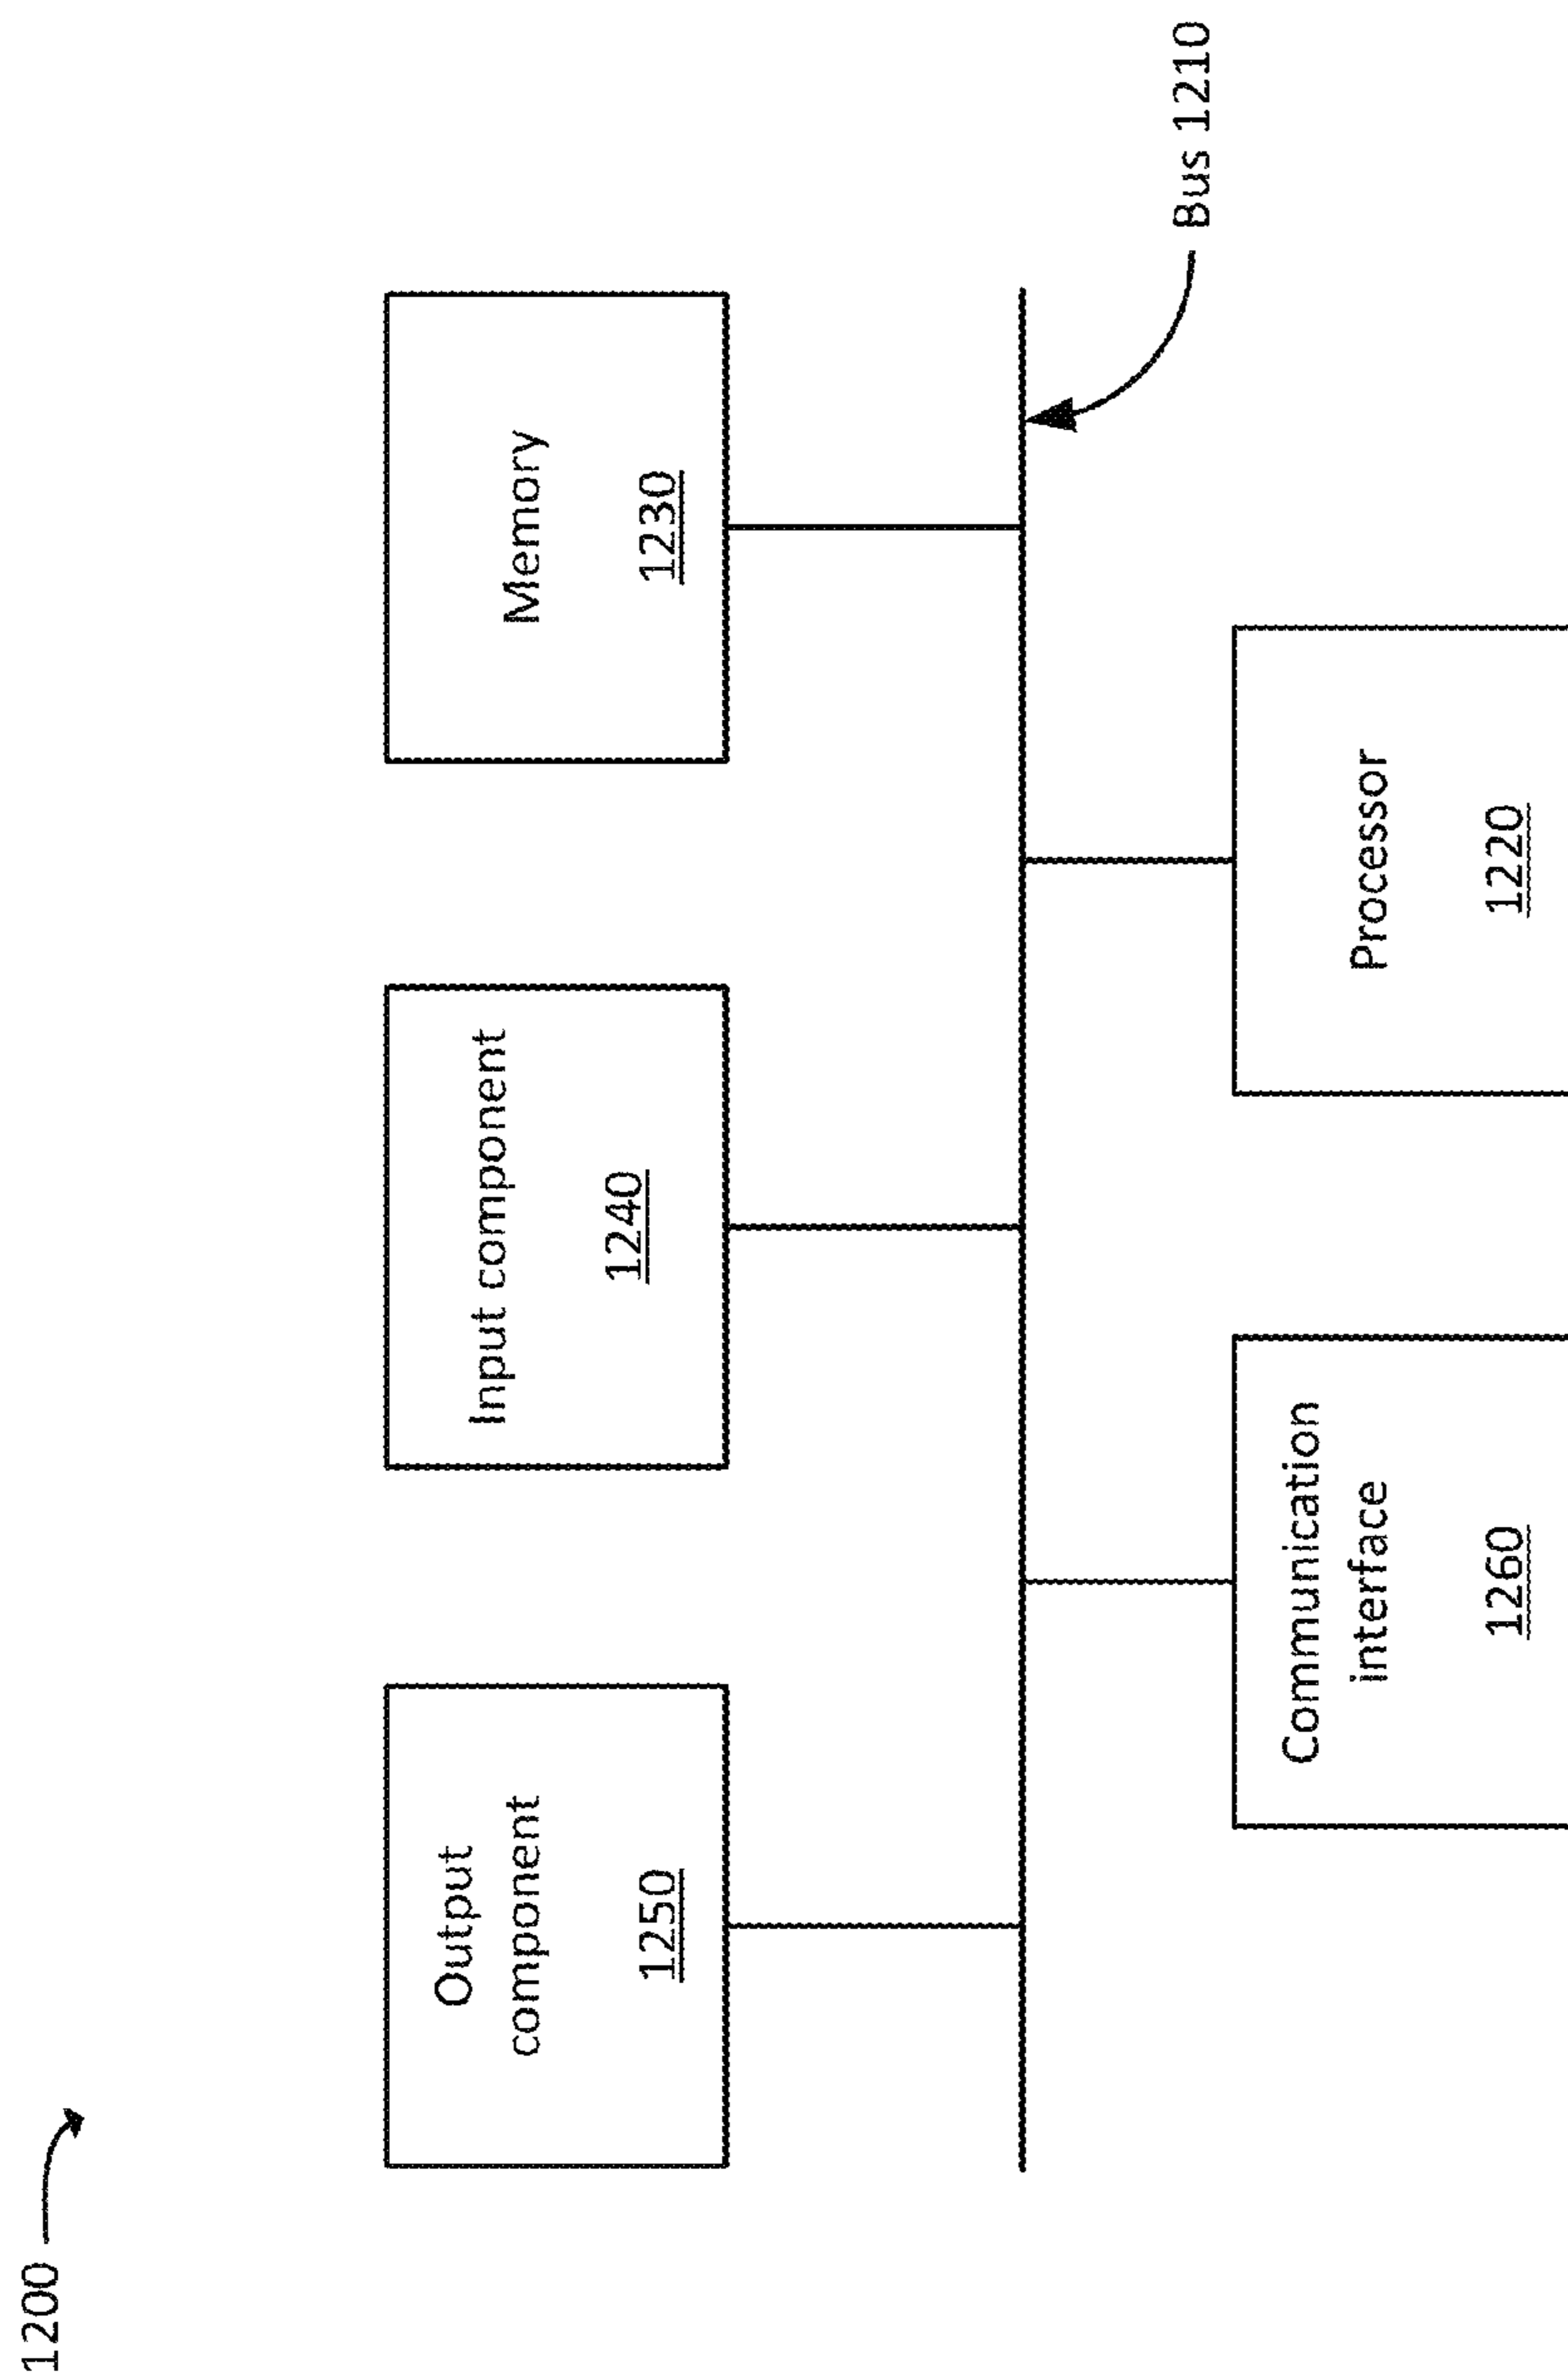 1200
Output
component
1250
Input component
1240
Memory
1230
Bus 1210
Communication
interface
1260
Processor
1220